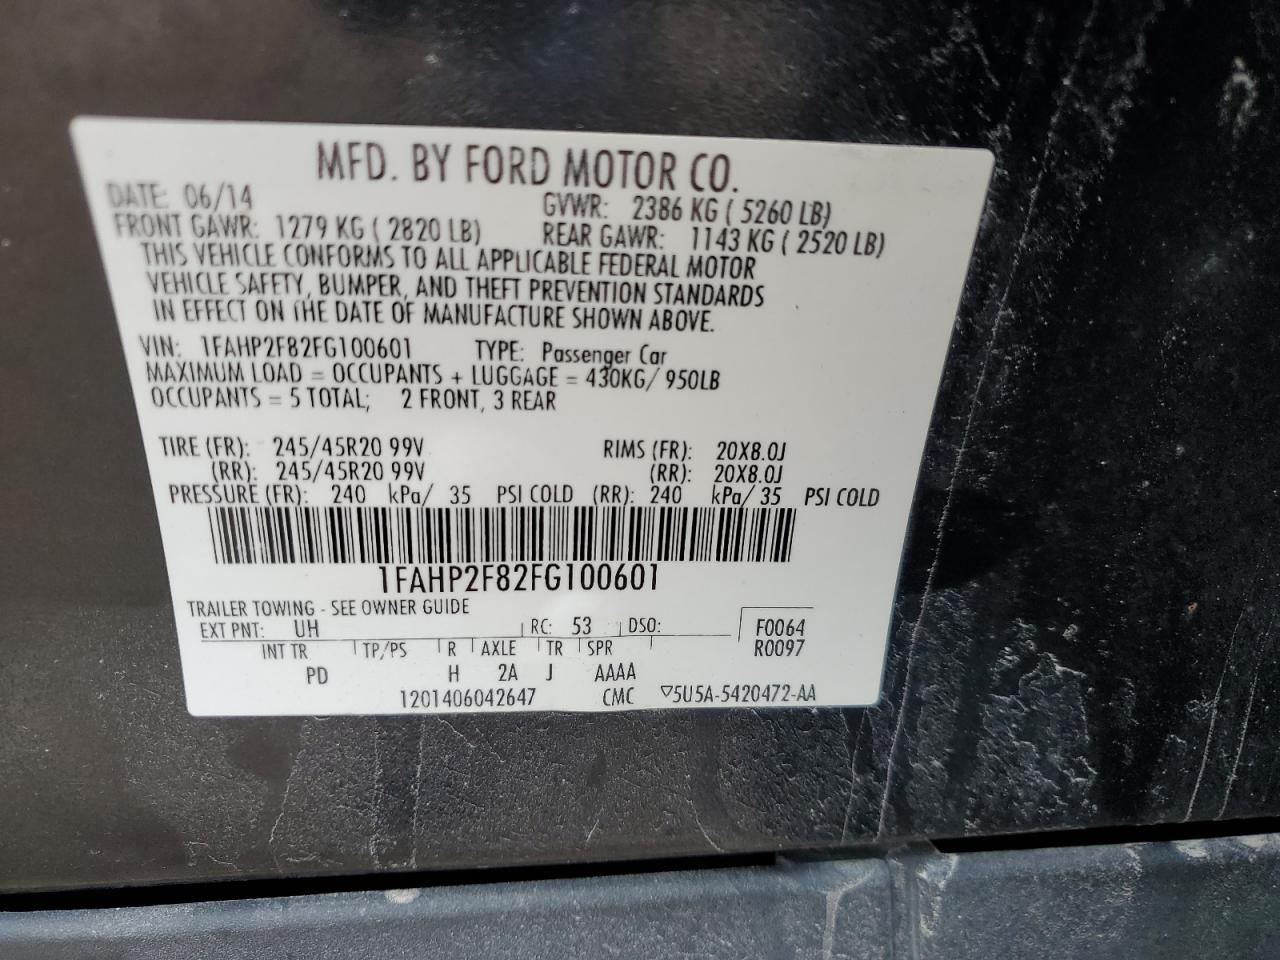 MFD. BY FORD MOTOR CO.
DATE: 06/14 GVWR: 2386 KG ( 5260 LB)
FRONT GAWR: 1279 KG ( 2820 LB) REAR GAWR: 1143 KG ( 2520 LB)
THIS VEHICLE CONFORMS TO ALL APPLICABLE FEDERAL MOTOR
VEHICLE SAFETY, BUMPER, AND THEFT PREVENTION STANDARDS
IN EFFECT ON THE DATE OF MANUFACTURE SHOWN ABOVE.
VIN: 1FAHP2F82FG100601 TYPE: Passenger Car
MAXIMUM LOAD = OCCUPANTS + LUGGAGE = 430KG/ 950LB
OCCUPANTS = 5 TOTAL; 2 FRONT, 3 REAR
TIRE (FR): 245/45R20 99V RIMS (FR): 20X8.0J
(RR): 245/45R20 99V (RR): 20X8.0J
PRESSURE (FR): 240 kPa/ 35 PSI COLD (RR): 240 kPa/ 35 PSI COLD
1FAHP2F82FG100601
TRAILER TOWING - SEE OWNER GUIDE
EXT PNT: UH RC: 53 DSO: F0064
INT TR TP/PS R AXLE TR SPR R0097
PD H 2A J AAAA
1201406042647 CMC ▽5U5A-5420472-AA